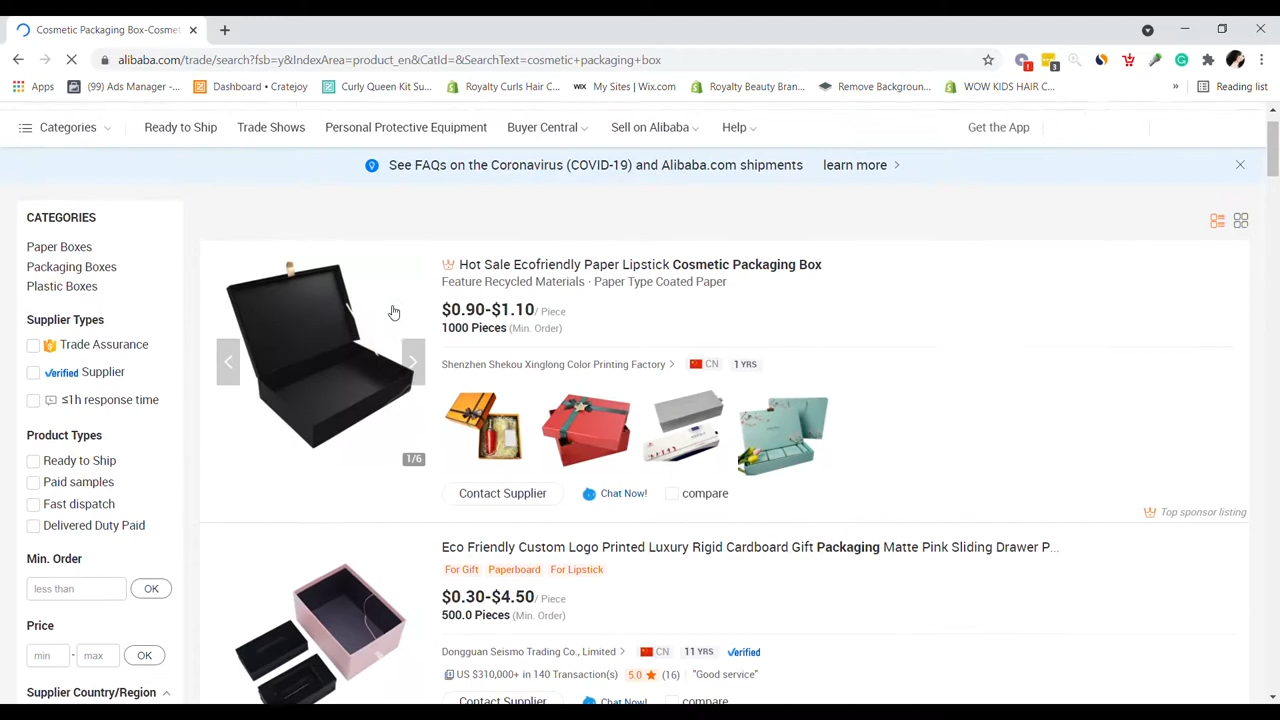 Cosmetic Packaging Box-Cosmet
alibaba.com/trade/search?fsb=y&IndexArea=product_en&CatId=&SearchText=cosmetic+packaging+box
1
3
Apps
(99) Ads Manager -...
Dashboard • Cratejoy
Curly Queen Kit Su...
Royalty Curls Hair C...
WIX My Sites | Wix.com
Royalty Beauty Bran...
Remove Backgroun...
WOW KIDS HAIR C...
»
Reading list
Categories
Ready to Ship
Trade Shows
Personal Protective Equipment
Buyer Central
Sell on Alibaba
Help
Get the App
See FAQs on the Coronavirus (COVID-19) and Alibaba.com shipments learn more
CATEGORIES
Paper Boxes
Packaging Boxes
Plastic Boxes
Supplier Types
Trade Assurance
Verified Supplier
≤1h response time
Product Types
Ready to Ship
Paid samples
Fast dispatch
Delivered Duty Paid
Min. Order
less than
OK
Price
min - max
OK
Supplier Country/Region
1/6
Hot Sale Ecofriendly Paper Lipstick Cosmetic Packaging Box
Feature Recycled Materials · Paper Type Coated Paper
$0.90-$1.10/ Piece
1000 Pieces (Min. Order)
Shenzhen Shekou Xinglong Color Printing Factory > CN 1 YRS
Contact Supplier
Chat Now!
compare
Top sponsor listing
Eco Friendly Custom Logo Printed Luxury Rigid Cardboard Gift Packaging Matte Pink Sliding Drawer P...
For Gift Paperboard For Lipstick
$0.30-$4.50/ Piece
500.0 Pieces (Min. Order)
Dongguan Seismo Trading Co., Limited > CN 11 YRS Verified
US $310,000+ in 140 Transaction(s) 5.0 (16) "Good service"
Contact Supplier
Chat Now!
compare